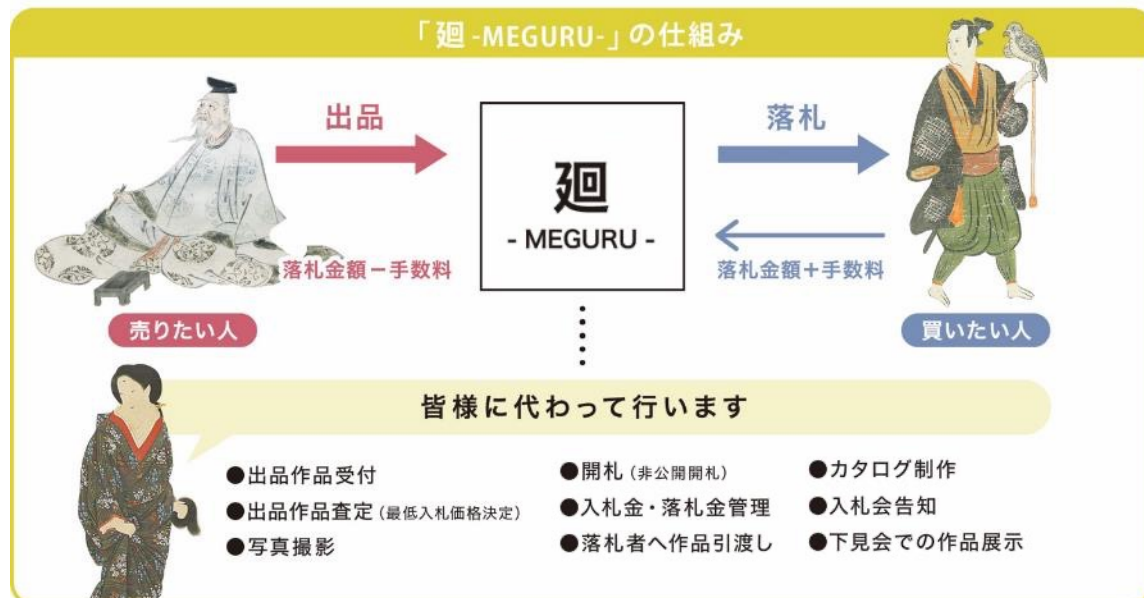 「廻 -MEGURU-」の仕組み
出品
落札
廻
- MEGURU -
落札金額－手数料
落札金額＋手数料
売りたい人
買いたい人
皆様に代わって行います
●出品作品受付
●出品作品査定（最低入札価格決定）
●写真撮影
●開札（非公開開札）
●入札金・落札金管理
●落札者へ作品引渡し
●カタログ制作
●入札会告知
●下見会での作品展示